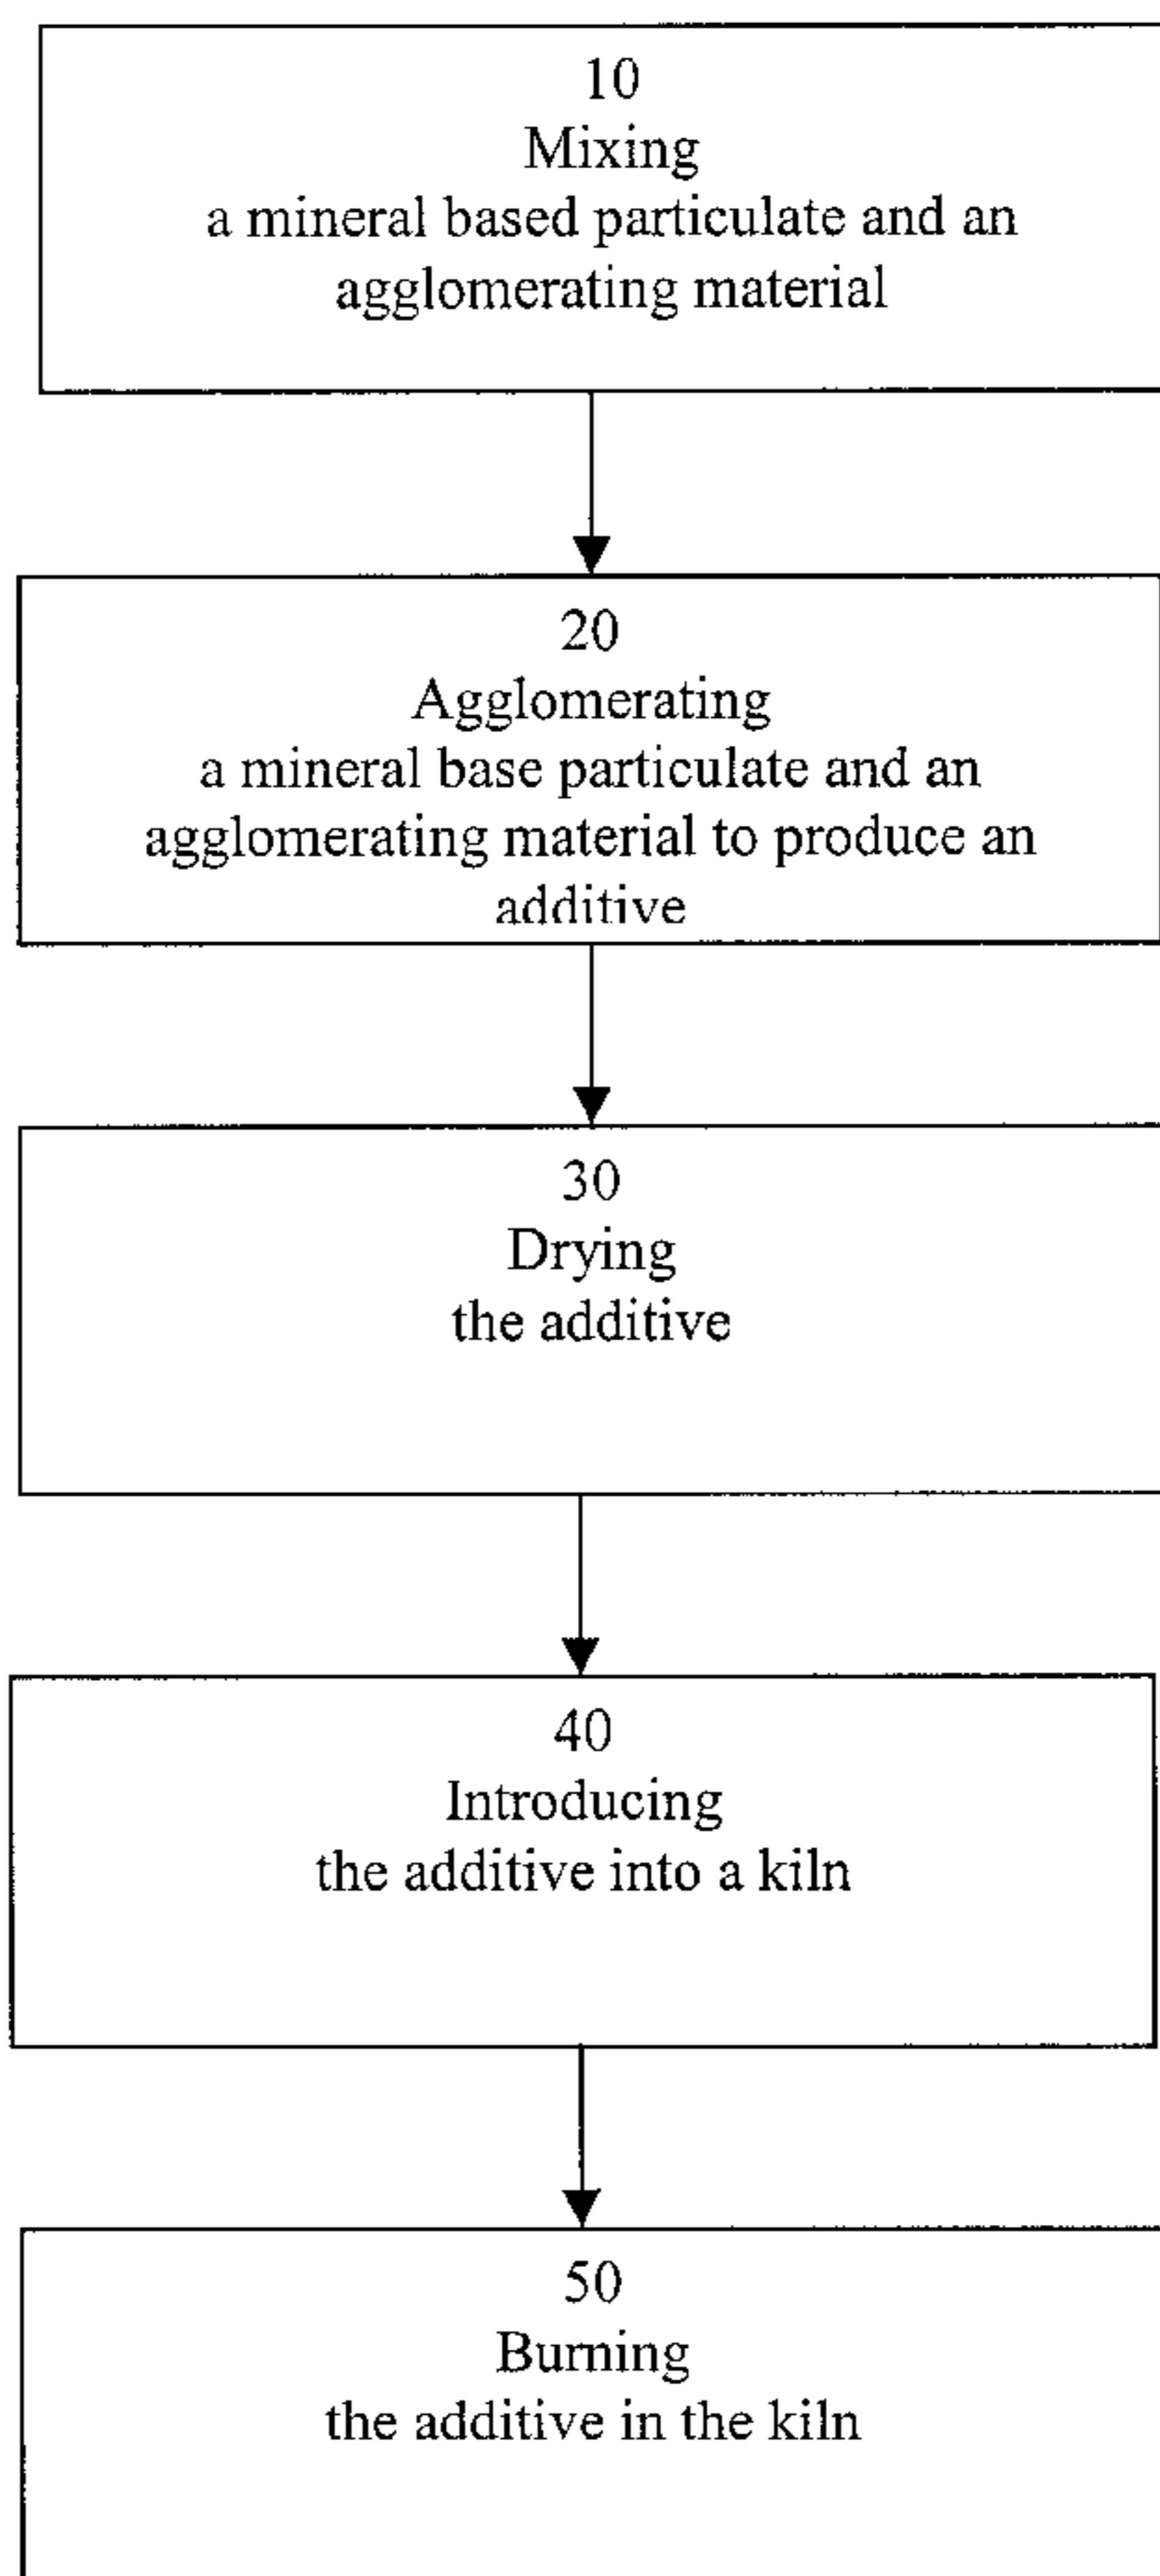 10
Mixing
a mineral based particulate and an
agglomerating material
20
Agglomerating
a mineral base particulate and an
agglomerating material to produce an
additive
30
Drying
the additive
40
Introducing
the additive into a kiln
50
Burning
the additive in the kiln